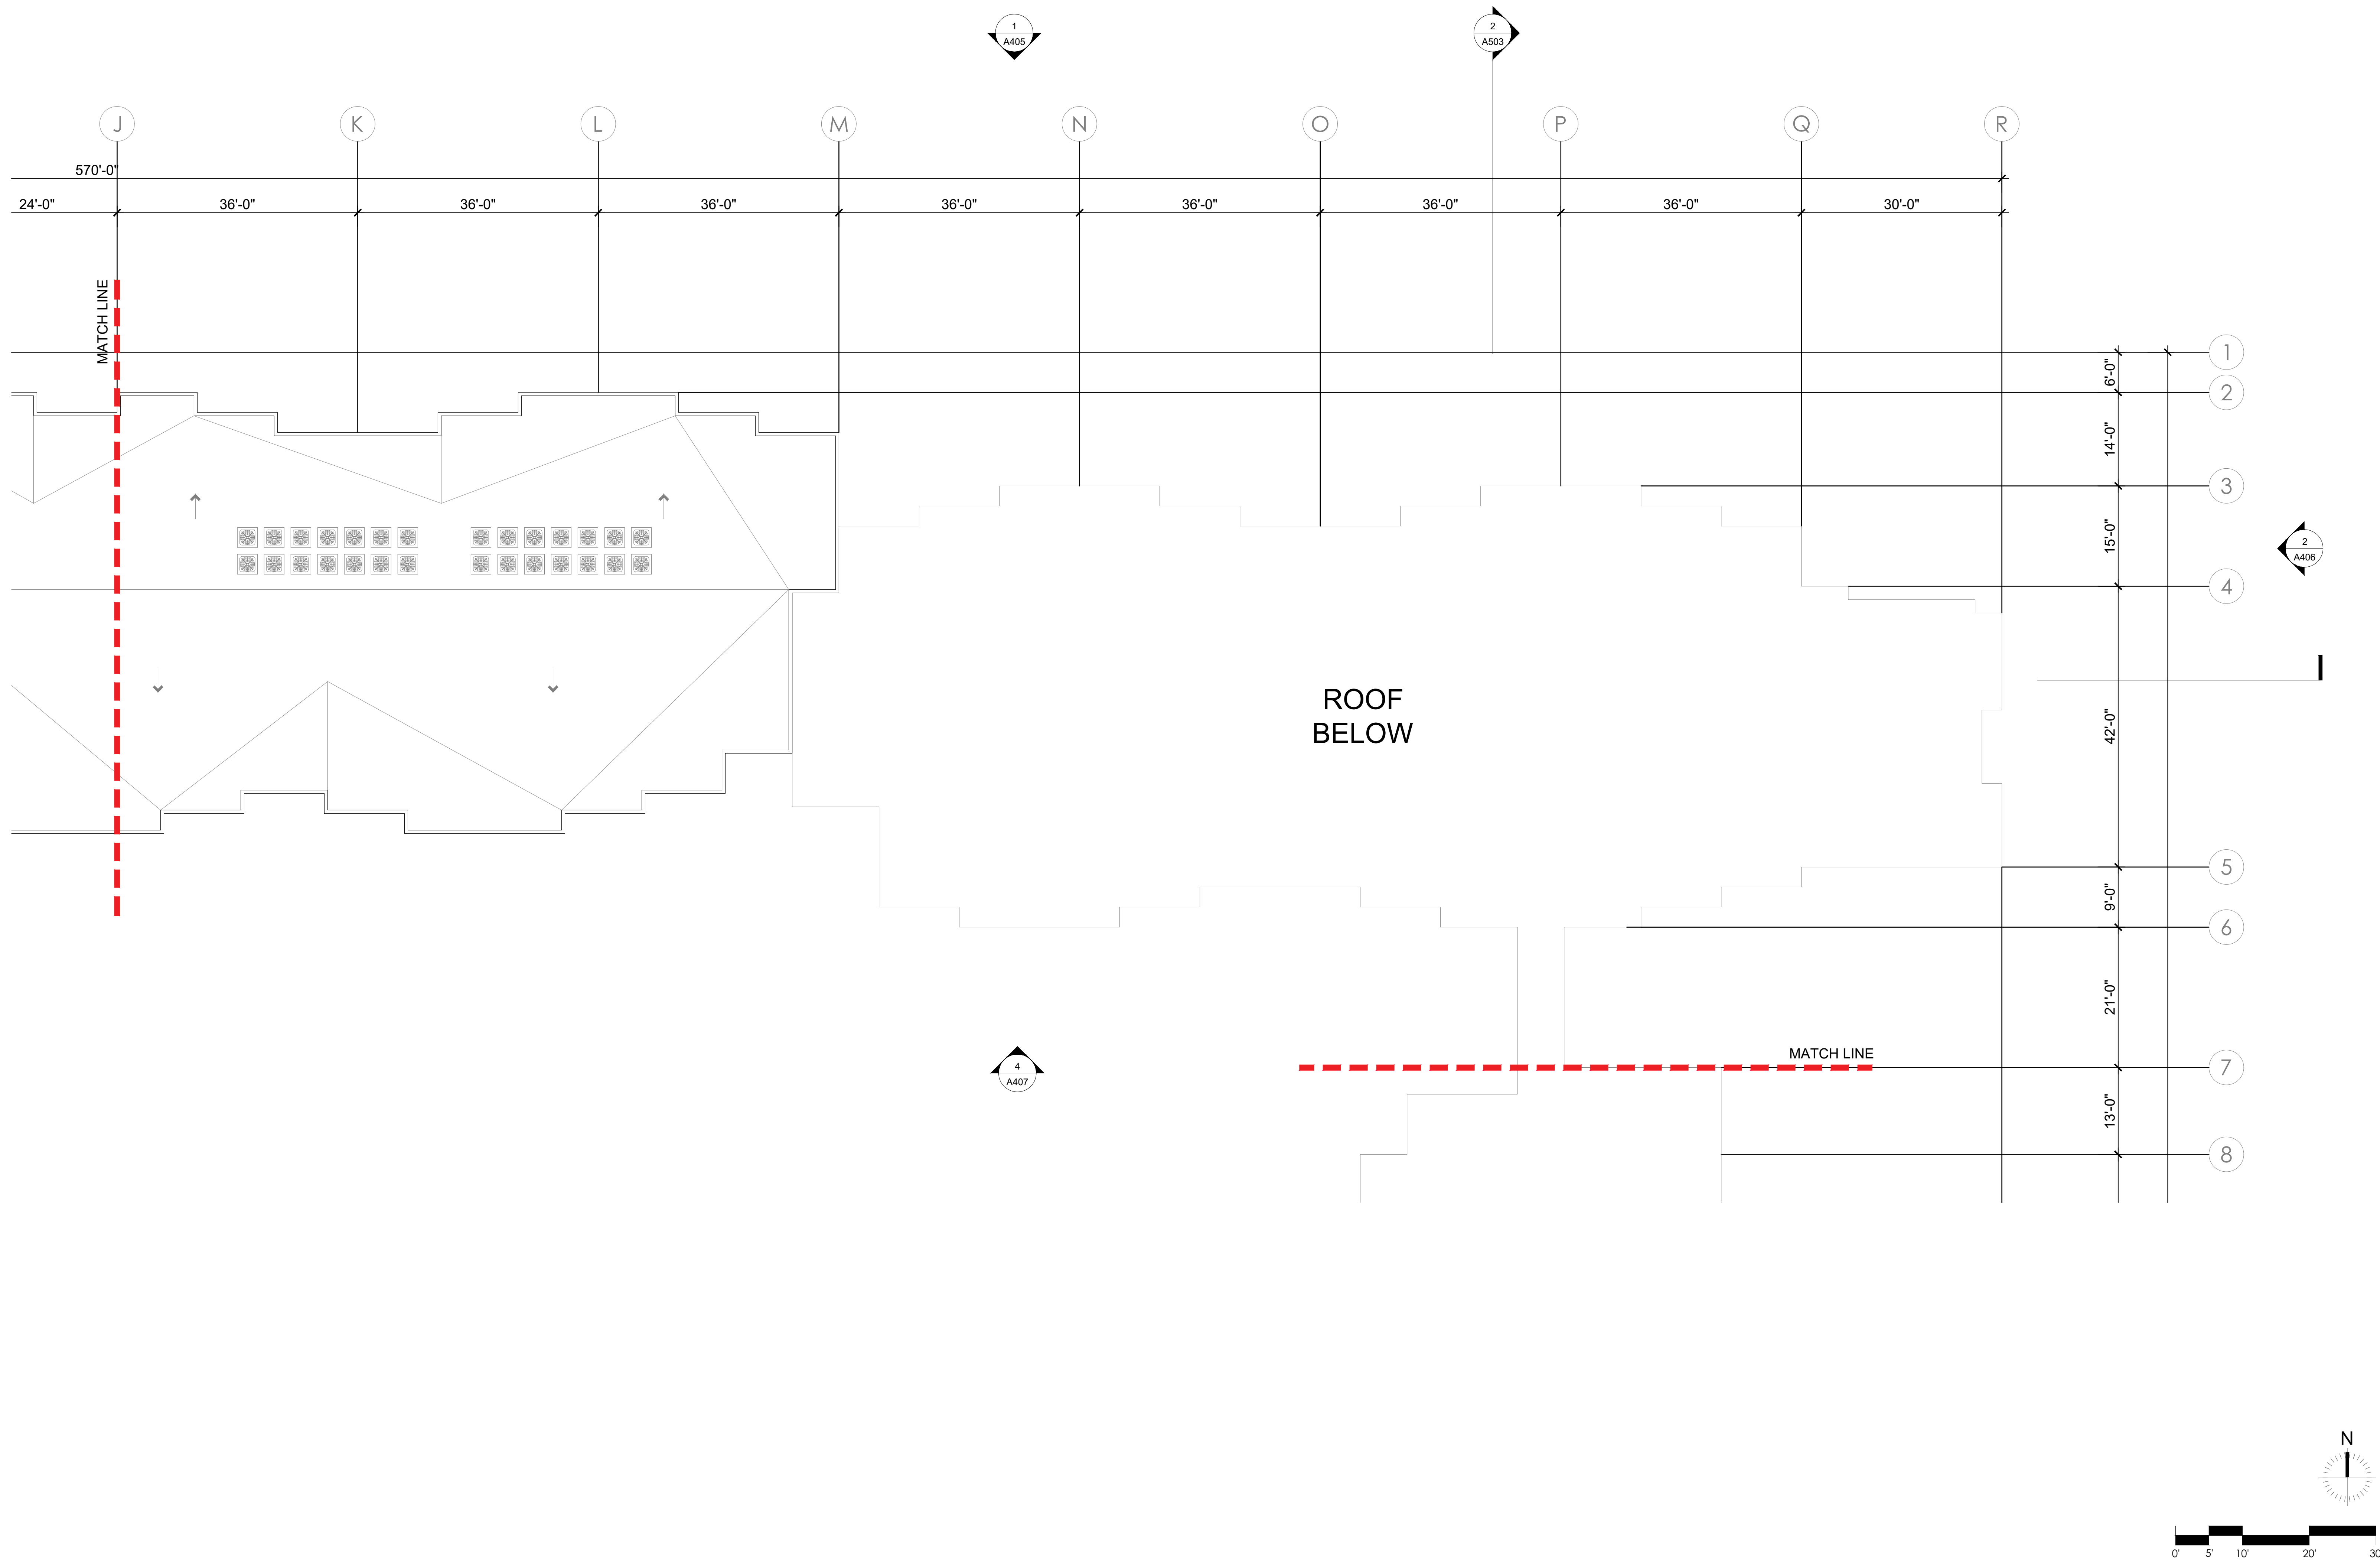 1
A405
2
A503
J K L M N O P Q R
570'-0"
24'-0" 36'-0" 36'-0" 36'-0" 36'-0" 36'-0" 36'-0" 36'-0" 30'-0"
MATCH LINE
1
6'-0"
2
14'-0"
3
15'-0"
2
A406
4
ROOF
BELOW
42'-0"
5
9'-0"
6
21'-0"
MATCH LINE
4
A407
7
13'-0"
8
N
0' 5' 10' 20' 30